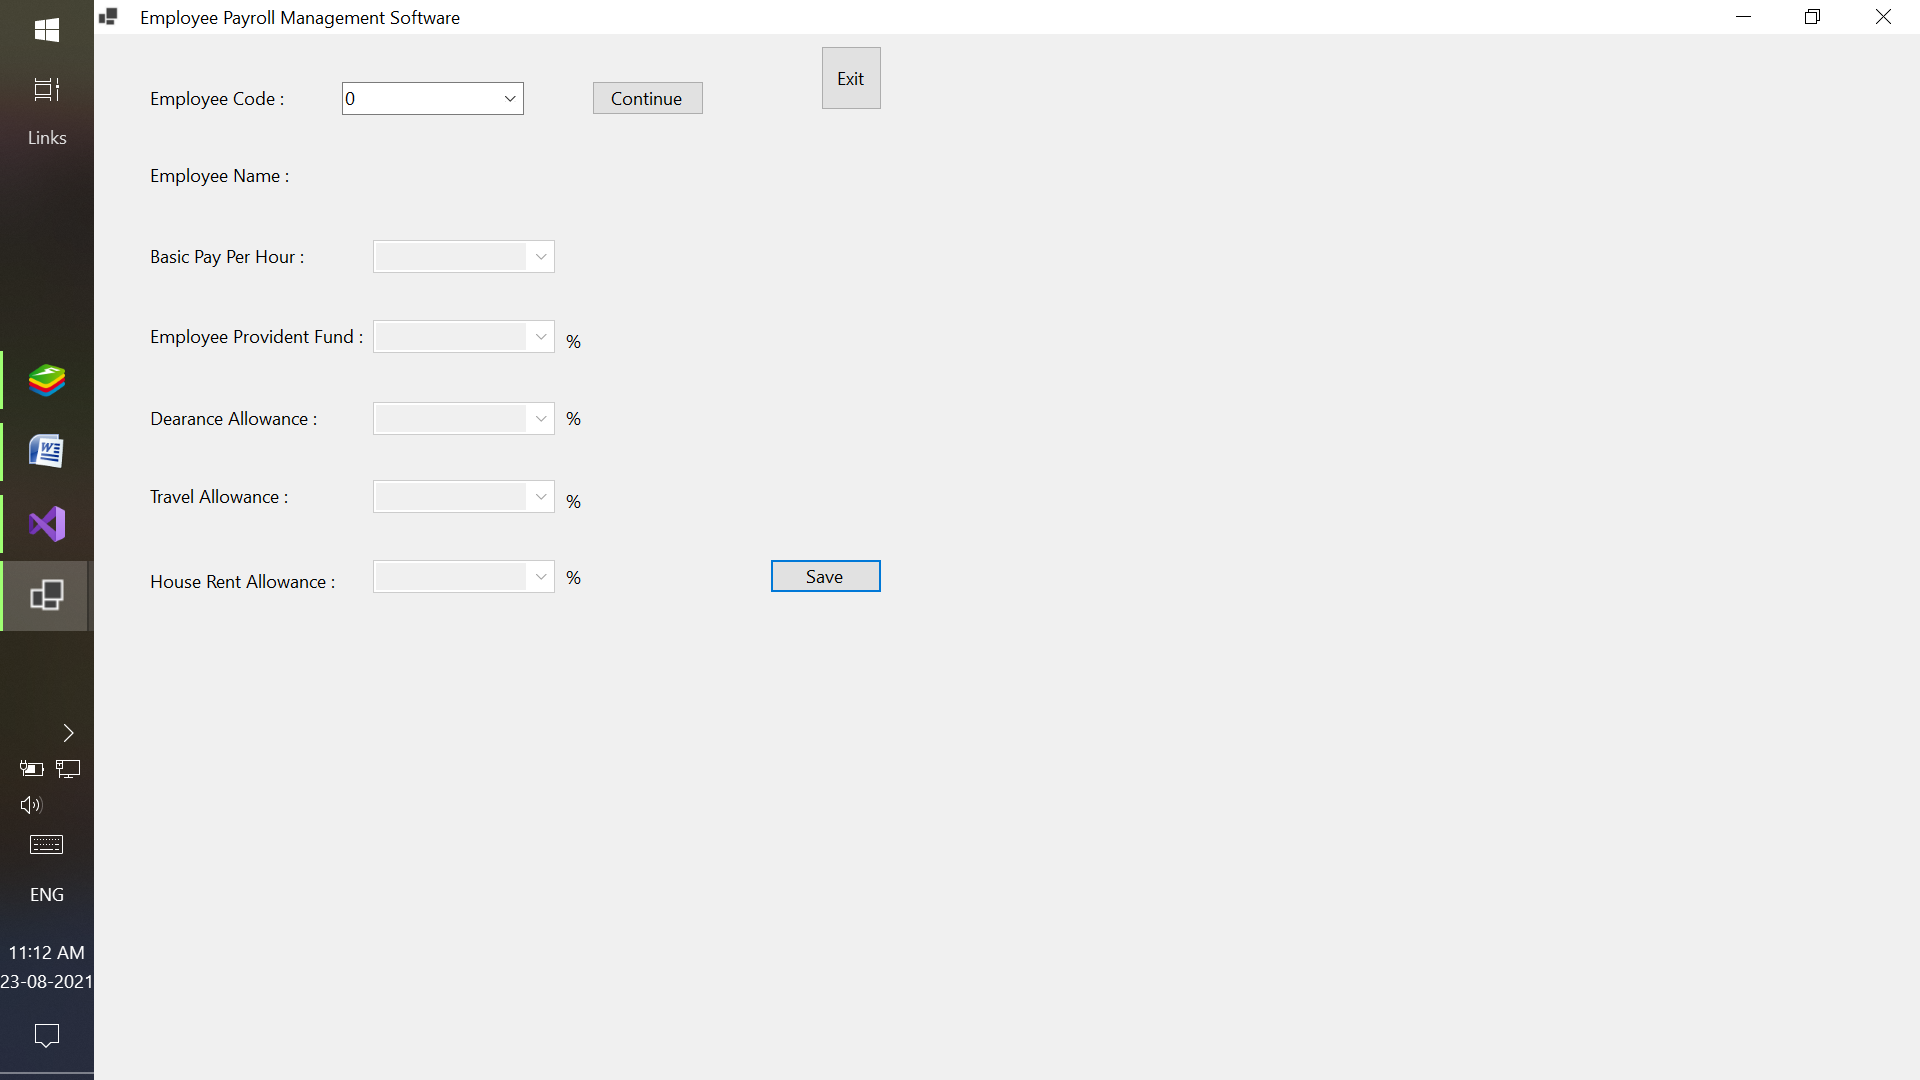 Employee Payroll Management Software
Links
Exit
Employee Code : 0 Continue
Employee Name :
Basic Pay Per Hour :
Employee Provident Fund : %
Dearance Allowance : %
Travel Allowance : %
House Rent Allowance : % Save
ENG
11:12 AM
23-08-2021